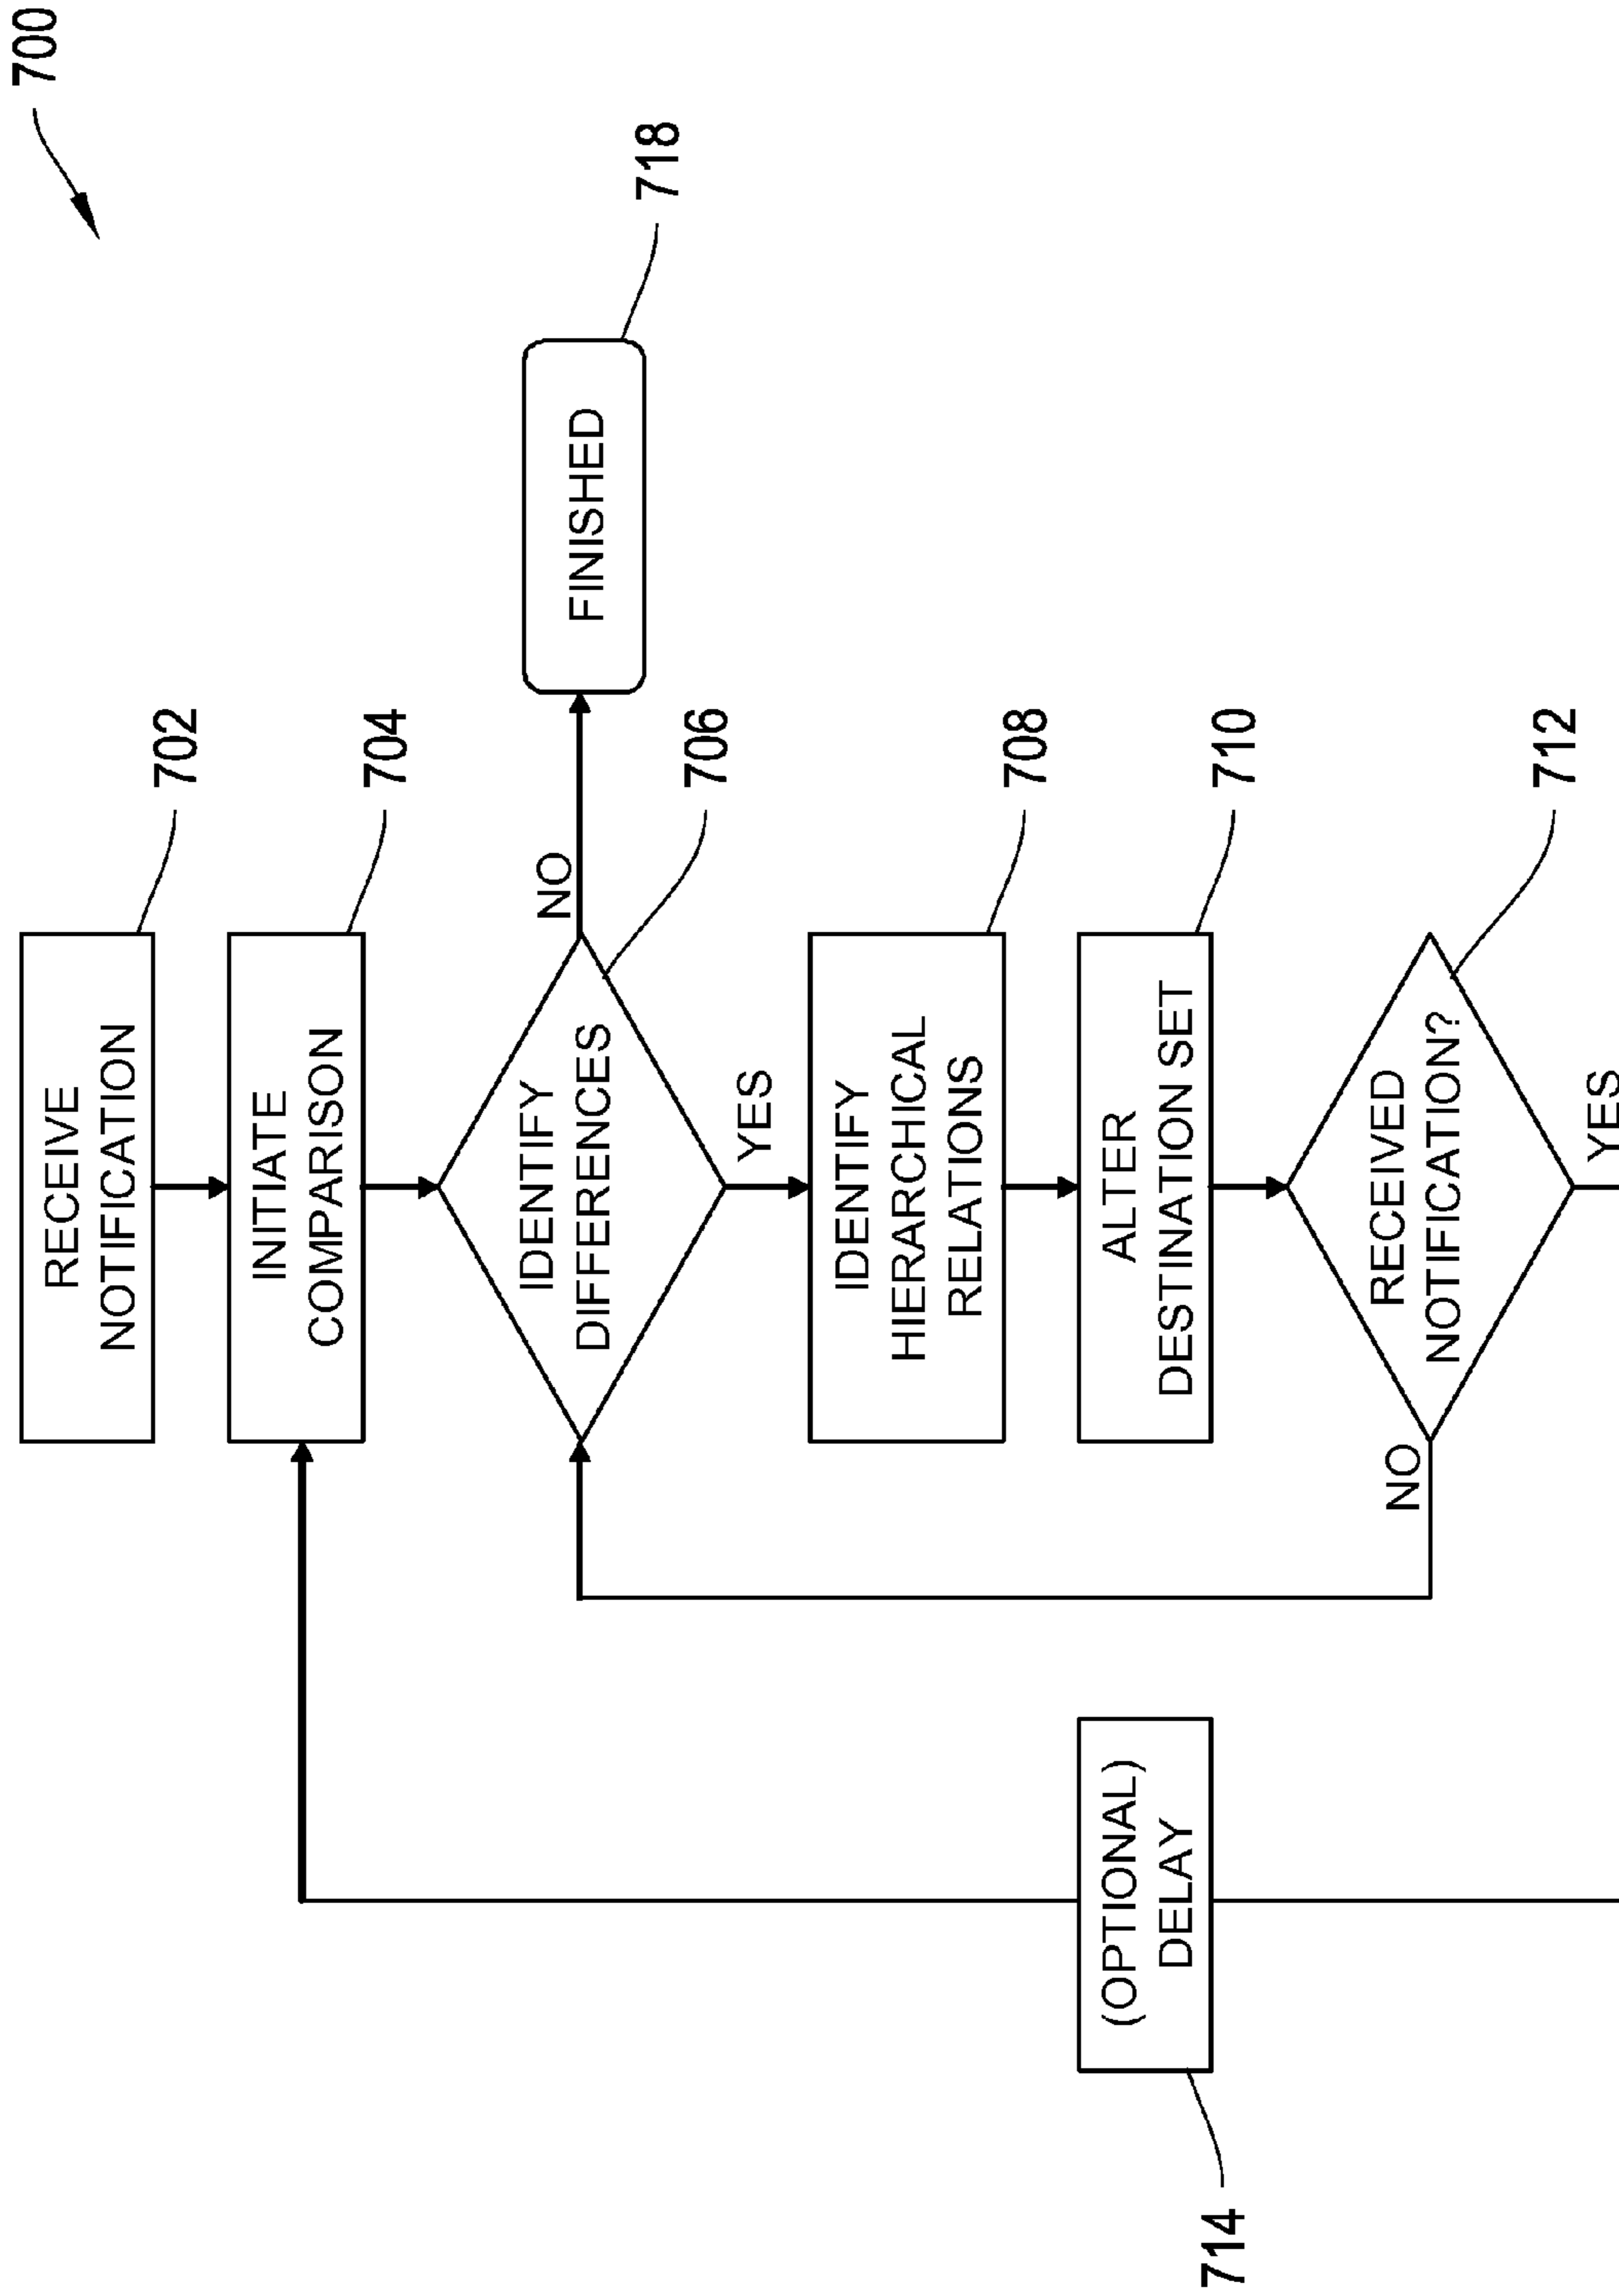 700
RECEIVE
NOTIFICATION
702
INITIATE
COMPARISON
704
IDENTIFY
DIFFERENCES
706
NO
FINISHED
718
YES
IDENTIFY
HIERARCHICAL
RELATIONS
708
ALTER
DESTINATION SET
710
(OPTIONAL)
DELAY
714
RECEIVED
NOTIFICATION?
712
NO
YES